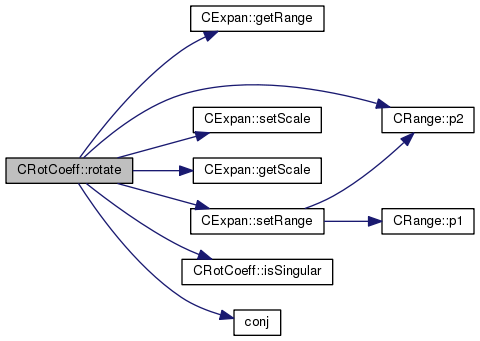 CExpan::getRange
CExpan::setScale
CRange::p2
CRotCoeff::rotate
CExpan::getScale
CExpan::setRange
CRange::p1
CRotCoeff::isSingular
conj